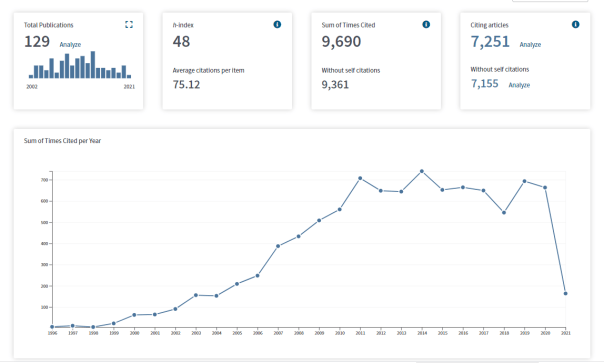 Total Publications
129 Analyze
2002 2021
h-index
48
Average citations per item
75.12
Sum of Times Cited
9,690
Without self citations
9,361
Citing articles
7,251 Analyze
Without self citations
7,155 Analyze
Sum of Times Cited per Year
700
600
500
400
300
200
100
1996 1997 1998 1999 2000 2001 2002 2003 2004 2005 2006 2007 2008 2009 2010 2011 2012 2013 2014 2015 2016 2017 2018 2019 2020 2021